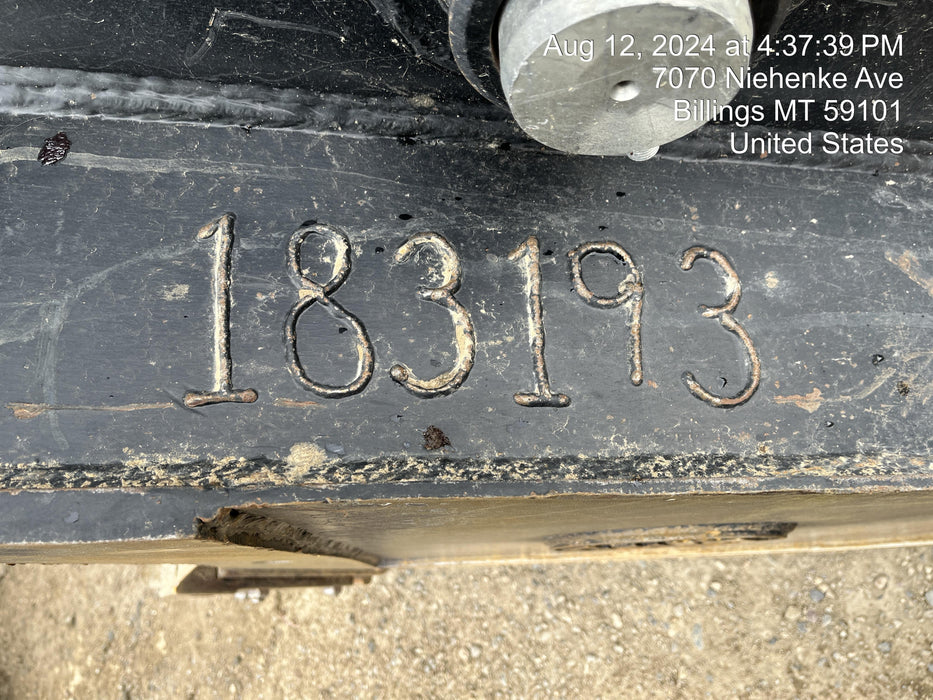 Aug 12, 2024 at 4:37:39 PM
7070 Niehenke Ave
Billings MT 59101
United States
183193